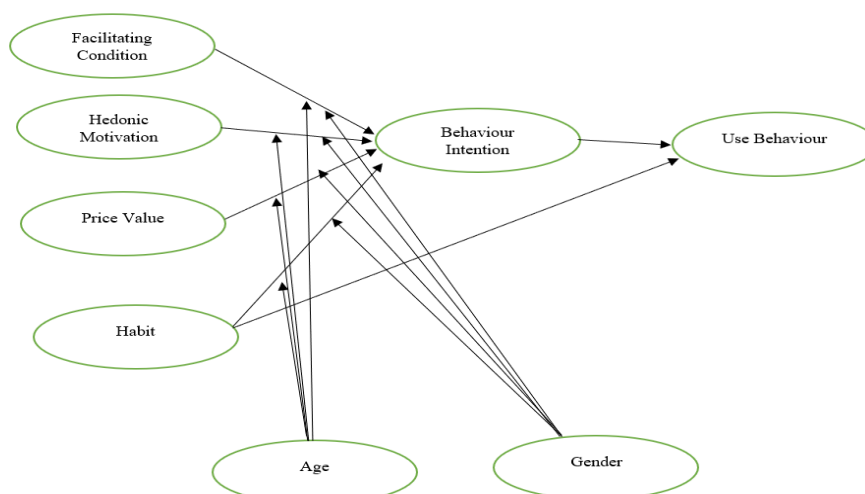 Facilitating
Condition
Hedonic
Motivation
Behaviour
Intention
Use Behaviour
Price Value
Habit
Age
Gender